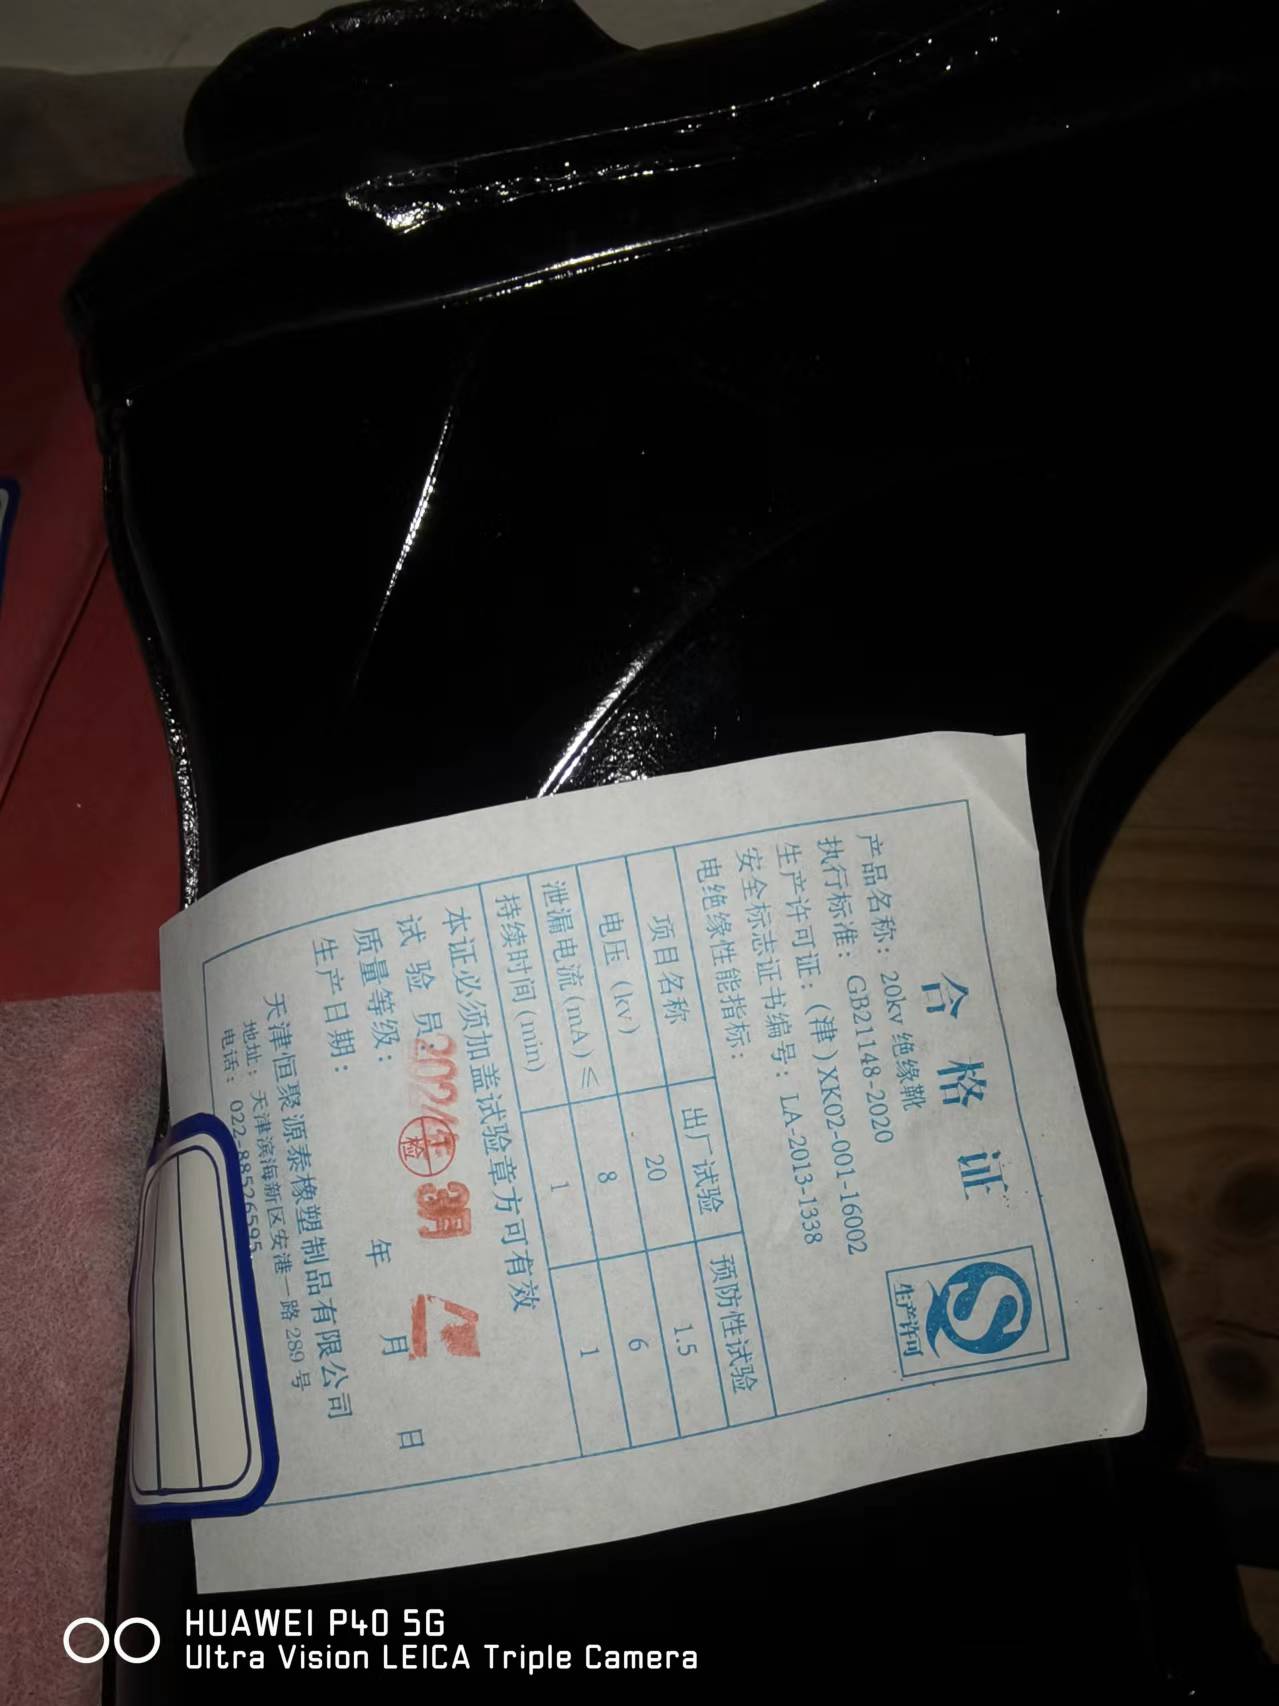 合格证
生产许可
产品名称：20kv 绝缘靴
执行标准：GB21148-2020
生产许可证：（津）XK02-001-16002
安全标志证书编号：LA-2013-1338
电绝缘性能指标：
项目名称 出厂试验 预防性试验
电压（kv） 20 1.5
泄漏电流(mA)≤ 8 6
持续时间(min) 1 1
本证必须加盖试验章方可有效
试 验 员：
检
质量等级：
3月
生产日期： 年 月 日
天津恒聚源泰橡塑制品有限公司
地址：天津滨海新区安港一路 289 号
电话：022-88526595
HUAWEI P40 5G
Ultra Vision LEICA Triple Camera